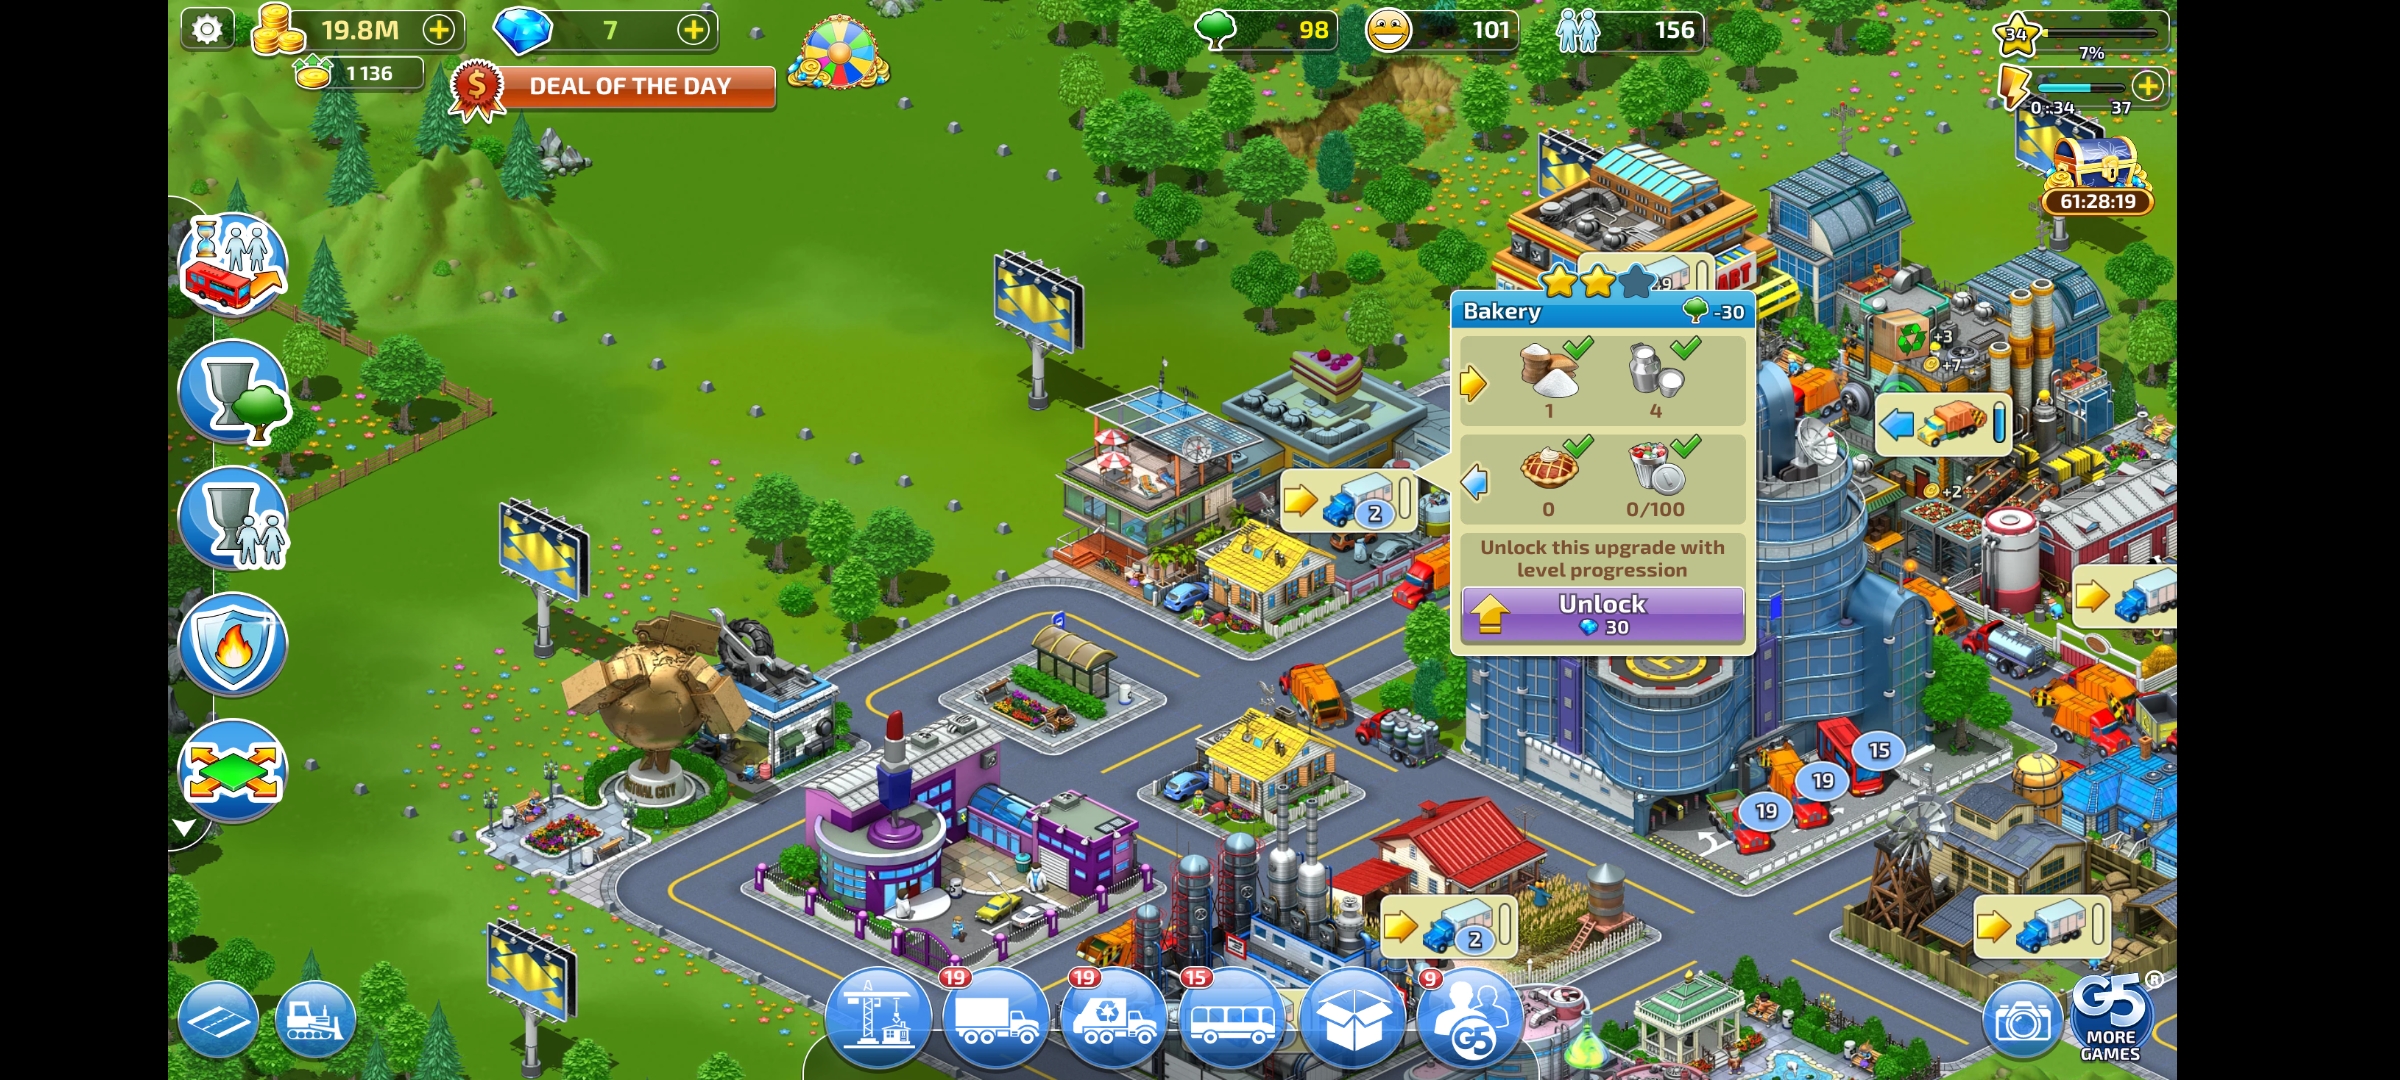 19.8M
7
98
101
156
34
7%
1 136
DEAL OF THE DAY
0:34
37
61:28:19
Bakery
-30
1
4
0
0/100
Unlock this upgrade with
level progression
Unlock
30
+3
+7
+2
2
15
19
19
2
19
19
15
9
G5
G5
®
MORE
GAMES